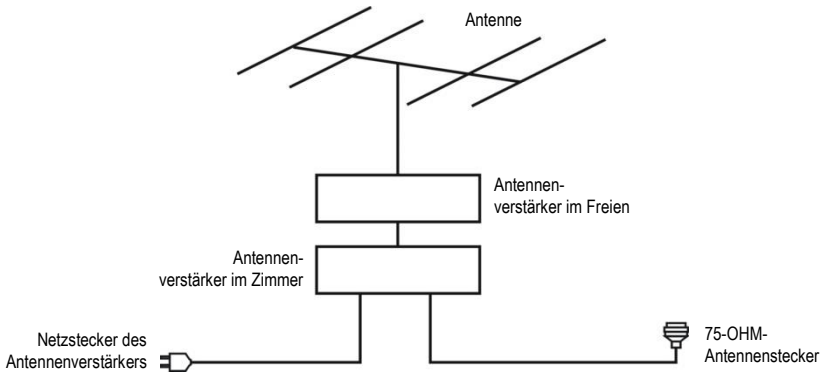 Antenne
Antennen-
verstärker im Freien
Antennen-
verstärker im Zimmer
Netzstecker des
Antennenverstärkers
75-OHM-
Antennenstecker